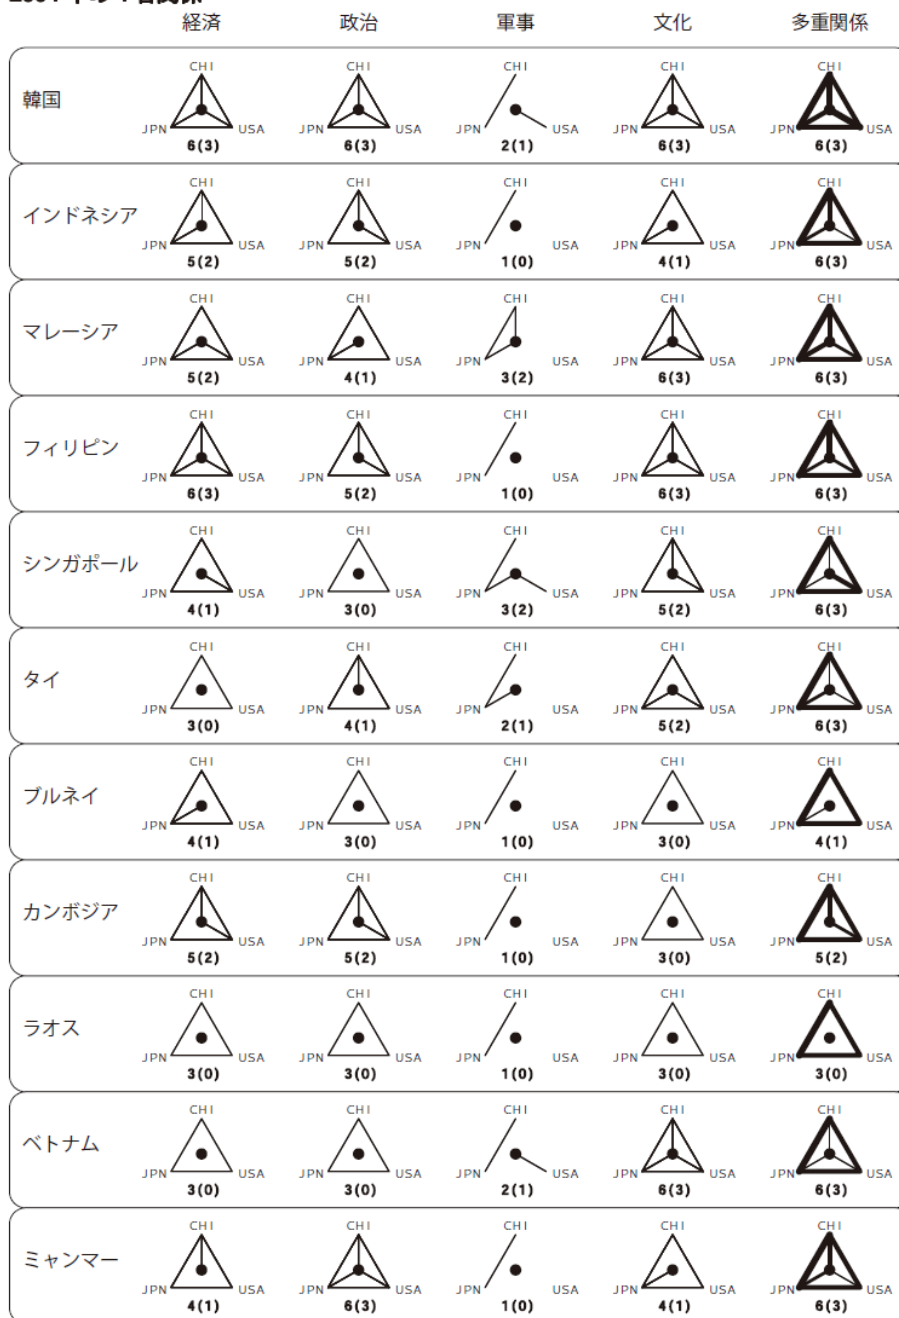 経済 政治 軍事 文化 多重関係
韓国
CHI CHI CHI CHI CHI
JPN USA JPN USA JPN USA JPN USA JPN USA
6(3) 6(3) 2(1) 6(3) 6(3)
インドネシア
CHI CHI CHI CHI CHI
JPN USA JPN USA JPN USA JPN USA JPN USA
5(2) 5(2) 1(0) 4(1) 6(3)
マレーシア
CHI CHI CHI CHI CHI
JPN USA JPN USA JPN USA JPN USA JPN USA
5(2) 4(1) 3(2) 6(3) 6(3)
フィリピン
CHI CHI CHI CHI CHI
JPN USA JPN USA JPN USA JPN USA JPN USA
6(3) 5(2) 1(0) 6(3) 6(3)
シンガポール
CHI CHI CHI CHI CHI
JPN USA JPN USA JPN USA JPN USA JPN USA
4(1) 3(0) 3(2) 5(2) 6(3)
タイ
CHI CHI CHI CHI CHI
JPN USA JPN USA JPN USA JPN USA JPN USA
3(0) 4(1) 2(1) 5(2) 6(3)
ブルネイ
CHI CHI CHI CHI CHI
JPN USA JPN USA JPN USA JPN USA JPN USA
4(1) 3(0) 1(0) 3(0) 4(1)
カンボジア
CHI CHI CHI CHI CHI
JPN USA JPN USA JPN USA JPN USA JPN USA
5(2) 5(2) 1(0) 3(0) 5(2)
ラオス
CHI CHI CHI CHI CHI
JPN USA JPN USA JPN USA JPN USA JPN USA
3(0) 3(0) 1(0) 3(0) 3(0)
ベトナム
CHI CHI CHI CHI CHI
JPN USA JPN USA JPN USA JPN USA JPN USA
3(0) 3(0) 2(1) 6(3) 6(3)
ミャンマー
CHI CHI CHI CHI CHI
JPN USA JPN USA JPN USA JPN USA JPN USA
4(1) 6(3) 1(0) 4(1) 6(3)